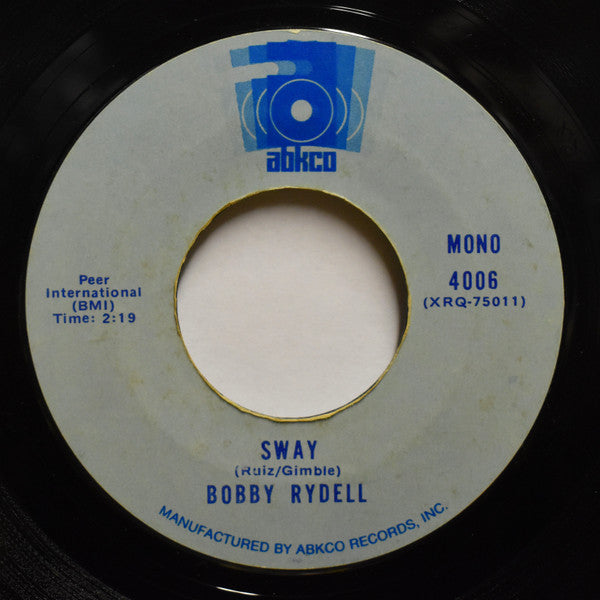 abkco
MONO
4006
(XRQ-75011)
Peer
International
(BMI)
Time: 2:19
SWAY
(Ruiz/Gimble)
BOBBY RYDELL
MANUFACTURED BY ABKCO RECORDS, INC.